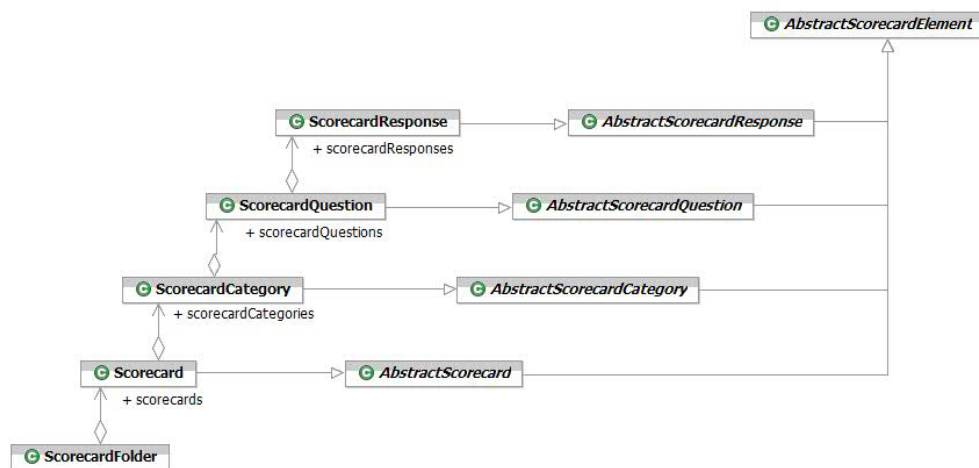 C AbstractScorecardElement
C ScorecardResponse
C AbstractScorecardResponse
+ scorecardResponses
C ScorecardQuestion
C AbstractScorecardQuestion
+ scorecardQuestions
C ScorecardCategory
C AbstractScorecardCategory
+ scorecardCategories
C Scorecard
C AbstractScorecard
+ scorecards
C ScorecardFolder